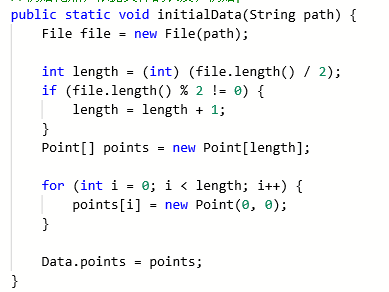 public static void initialData(String path) {
    File file = new File(path);

    int length = (int) (file.length() / 2);
    if (file.length() % 2 != 0) {
        length = length + 1;
    }
    Point[] points = new Point[length];

    for (int i = 0; i < length; i++) {
        points[i] = new Point(0, 0);
    }

    Data.points = points;
}